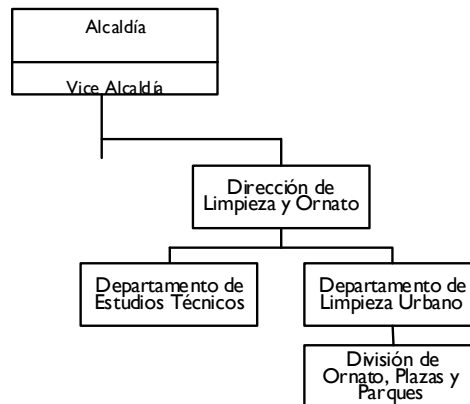 Alcaldía
Vice Alcaldía
Dirección de
Limpieza y Ornato
Departamento de
Estudios Técnicos
Departamento de
Limpieza Urbano
División de
Ornato, Plazas y
Parques